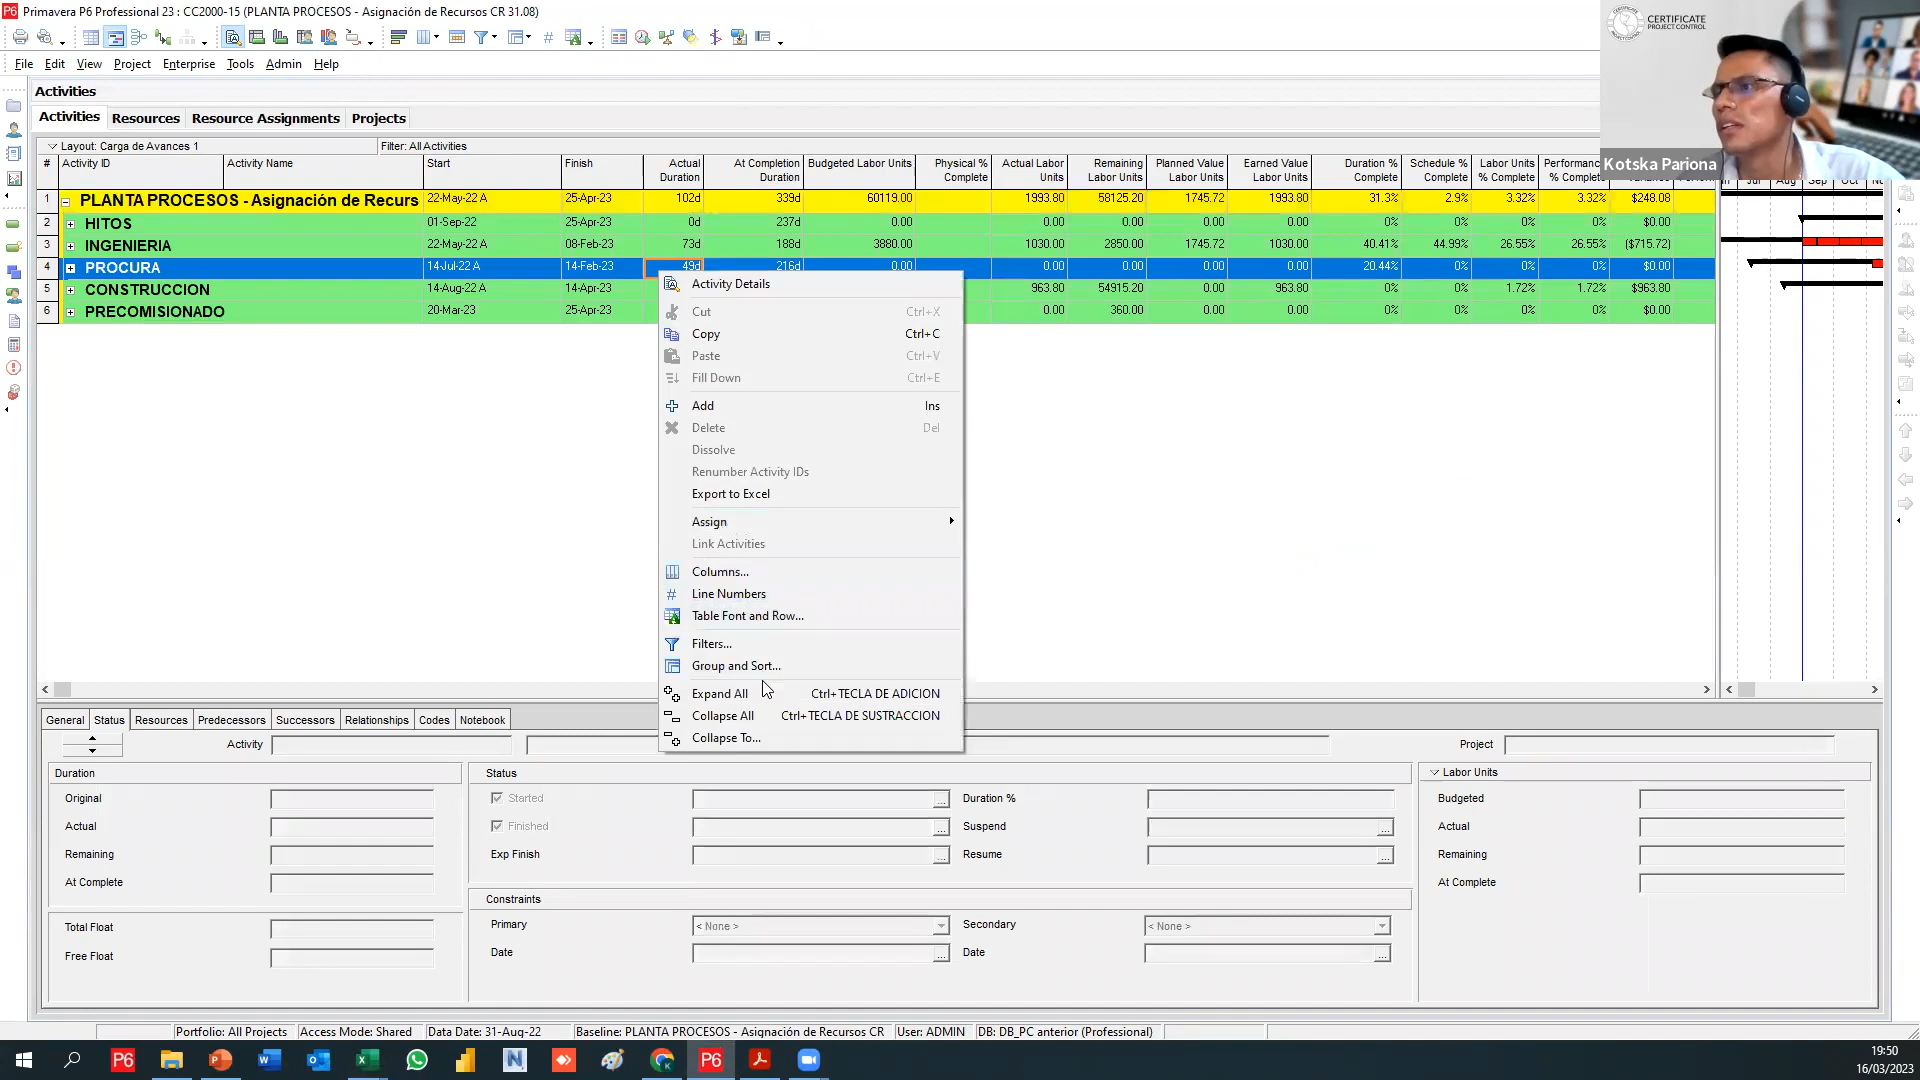 Primavera P6 Professional 23 : CC2000-15 (PLANTA PROCESOS - Asignación de Recursos CR 31.08)
File Edit View Project Enterprise Tools Admin Help
CERTIFICATE
PROJECT CONTROL
Kotska Pariona
Activities
Activities Resources Resource Assignments Projects
Layout: Carga de Avances 1 Filter: All Activities
# Activity ID Activity Name Start Finish Actual Duration At Completion Duration Budgeted Labor Units Physical % Complete Actual Labor Units Remaining Labor Units Planned Value Labor Units Earned Value Labor Units Duration % Complete Schedule % Complete Labor Units % Complete Performanc % Complete
Jul Aug Sep Oct
1 PLANTA PROCESOS - Asignación de Recurs 22-May-22 A 25-Apr-23 102d 339d 60119.00 1993.80 58125.20 1745.72 1993.80 31.3% 2.9% 3.32% 3.32% $248.08
2 HITOS 01-Sep-22 25-Apr-23 0d 237d 0.00 0.00 0.00 0.00 0.00 0% 0% 0% 0% $0.00
3 INGENIERIA 22-May-22 A 08-Feb-23 73d 188d 3880.00 1030.00 2850.00 1745.72 1030.00 40.41% 44.99% 26.55% 26.55% ($715.72)
4 PROCURA 14-Jul-22 A 14-Feb-23 49d 216d 0.00 0.00 0.00 0.00 0.00 20.44% 0% 0% 0% $0.00
5 CONSTRUCCION 14-Aug-22 A 14-Apr-23 963.80 54915.20 0.00 963.80 0% 0% 1.72% 1.72% $963.80
6 PRECOMISIONADO 20-Mar-23 25-Apr-23 0.00 360.00 0.00 0.00 0% 0% 0% 0% $0.00
Activity Details
Cut Ctrl+X
Copy Ctrl+C
Paste Ctrl+V
Fill Down Ctrl+E
Add Ins
Delete Del
Dissolve
Renumber Activity IDs
Export to Excel
Assign
Link Activities
Columns...
Line Numbers
Table Font and Row...
Filters...
Group and Sort...
Expand All Ctrl+TECLA DE ADICION
Collapse All Ctrl+TECLA DE SUSTRACCION
Collapse To...
General Status Resources Predecessors Successors Relationships Codes Notebook
Activity Project
Duration Status Labor Units
Original Started Duration % Budgeted
Actual Finished Suspend Actual
Remaining Exp Finish Resume Remaining
At Complete At Complete
Constraints
Total Float Primary < None > Secondary < None >
Free Float Date Date
Portfolio: All Projects Access Mode: Shared Data Date: 31-Aug-22 Baseline: PLANTA PROCESOS - Asignación de Recursos CR User: ADMIN DB: DB_PC anterior (Professional)
19:50
16/03/2023